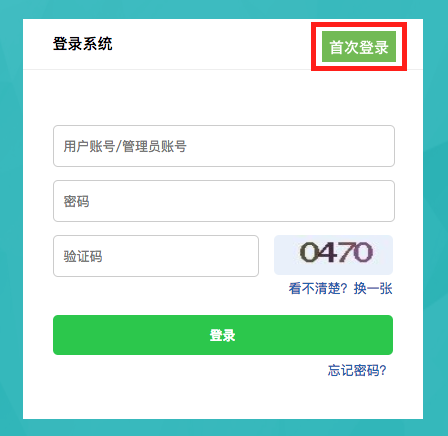 登录系统
首次登录
用户账号/管理员账号
密码
验证码
0470
看不清楚？换一张
登录
忘记密码？